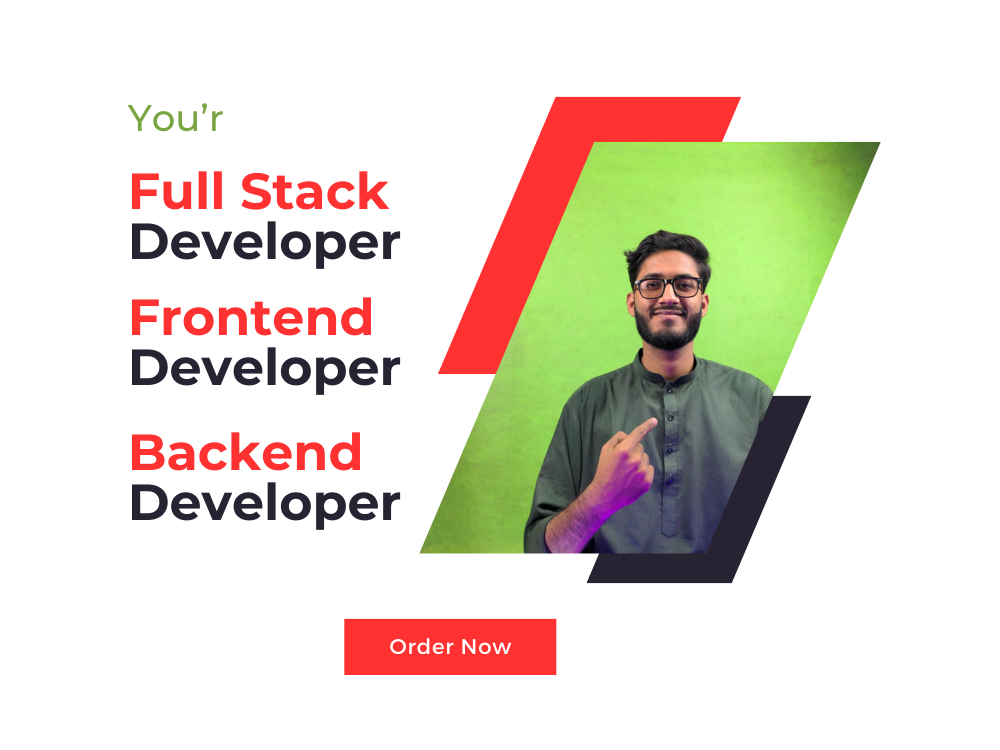 You’r
Full Stack
Developer
Frontend
Developer
Backend
Developer
Order Now